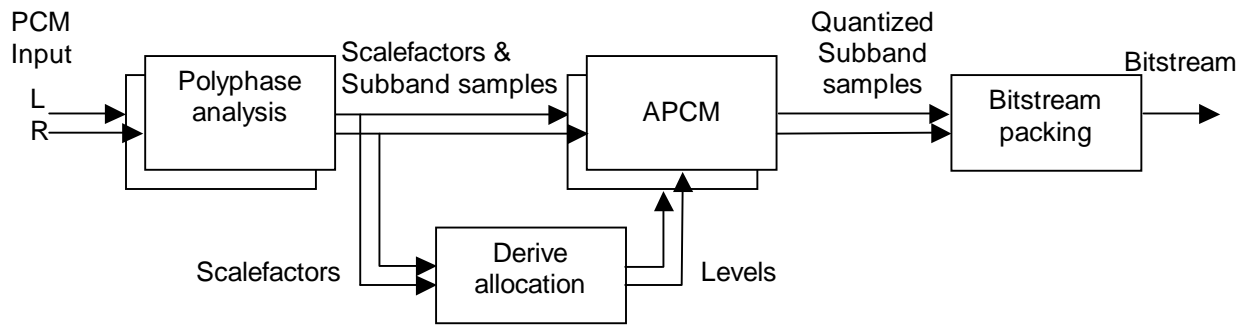 PCM
Input
L
R
Polyphase
analysis
Scalefactors &
Subband samples
APCM
Quantized
Subband
samples
Bitstream
packing
Bitstream
Scalefactors
Derive
allocation
Levels